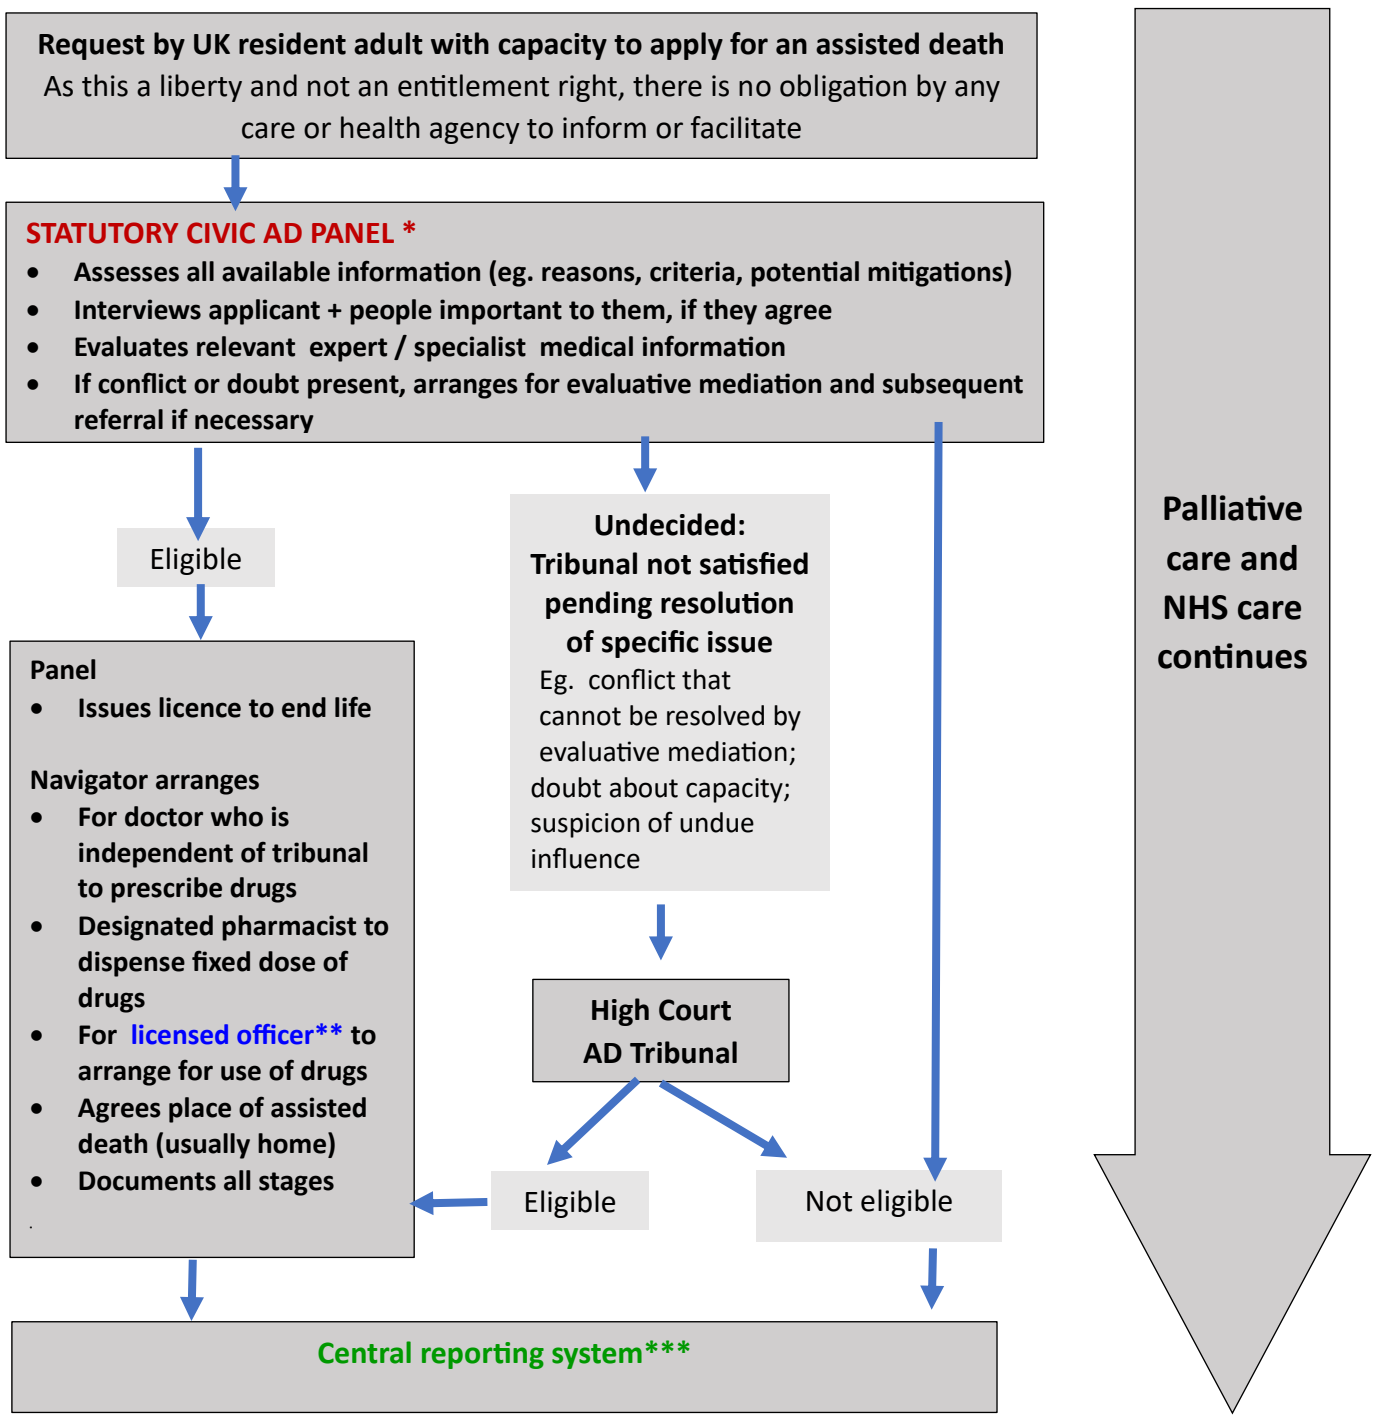 Request by UK resident adult with capacity to apply for an assisted death
As this a liberty and not an entitlement right, there is no obligation by any
care or health agency to inform or facilitate
STATUTORY CIVIC AD PANEL *
• Assesses all available information (eg. reasons, criteria, potential mitigations)
• Interviews applicant + people important to them, if they agree
• Evaluates relevant expert / specialist medical information
• If conflict or doubt present, arranges for evaluative mediation and subsequent
referral if necessary
Eligible
Panel
• Issues licence to end life
Navigator arranges
• For doctor who is
independent of tribunal
to prescribe drugs
• Designated pharmacist to
dispense fixed dose of
drugs
• For licensed officer** to
arrange for use of drugs
• Agrees place of assisted
death (usually home)
• Documents all stages
.
Undecided:
Tribunal not satisfied
pending resolution
of specific issue
Eg. conflict that
cannot be resolved by
evaluative mediation;
doubt about capacity;
suspicion of undue
influence
High Court
AD Tribunal
Eligible
Not eligible
Central reporting system***
Palliative
care and
NHS care
continues